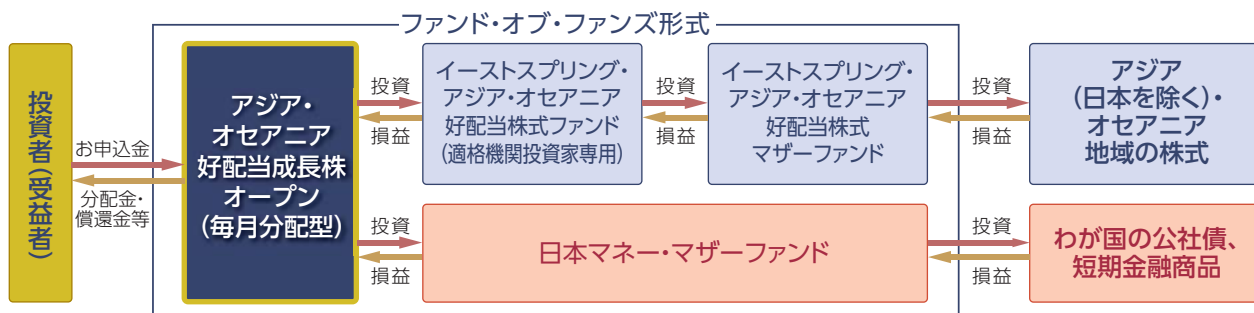 ファンド・オブ・ファンズ形式
投資者(受益者)
お申込金
分配金・
償還金等
アジア・
オセアニア
好配当成長株
オープン
(毎月分配型)
投資
損益
イーストスプリング・
アジア・オセアニア
好配当株式ファンド
(適格機関投資家専用)
投資
損益
イーストスプリング・
アジア・オセアニア
好配当株式
マザーファンド
投資
損益
アジア
(日本を除く)・
オセアニア
地域の株式
投資
損益
日本マネー・マザーファンド
投資
損益
わが国の公社債、
短期金融商品